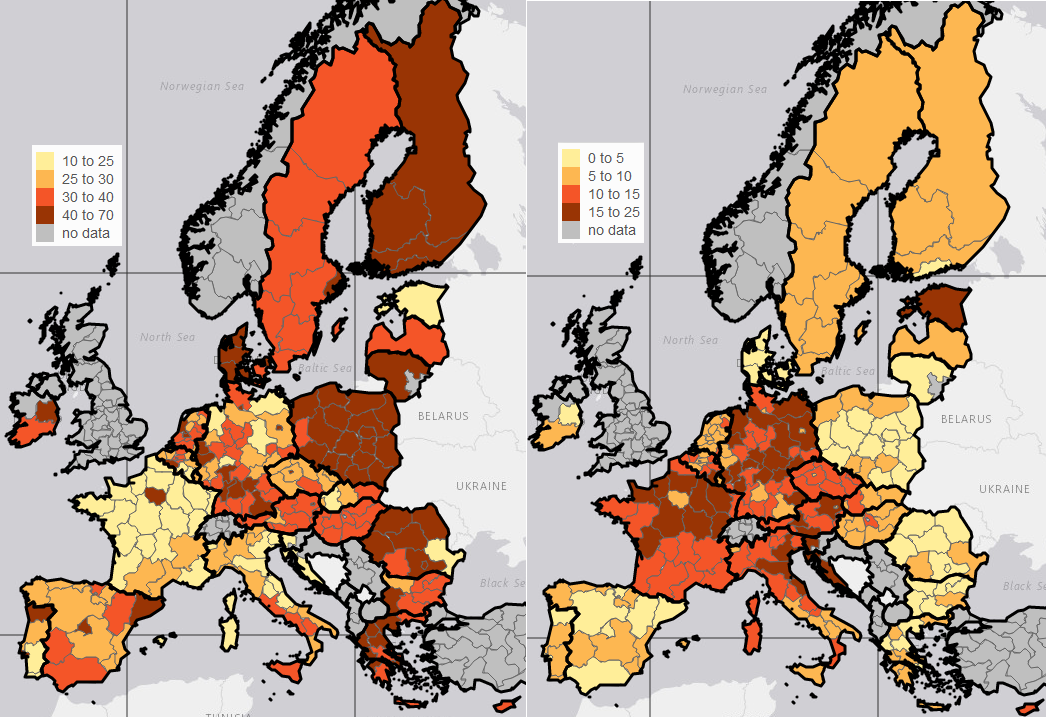 Norwegian Sea
10 to 25
25 to 30
30 to 40
40 to 70
no data
North Sea
Baltic Sea
BELARUS
UKRAINE
Black Se
TUNISIA
Norwegian Sea
0 to 5
5 to 10
10 to 15
15 to 25
no data
North Sea
Baltic Sea
BELARUS
UKRAINE
Black Se